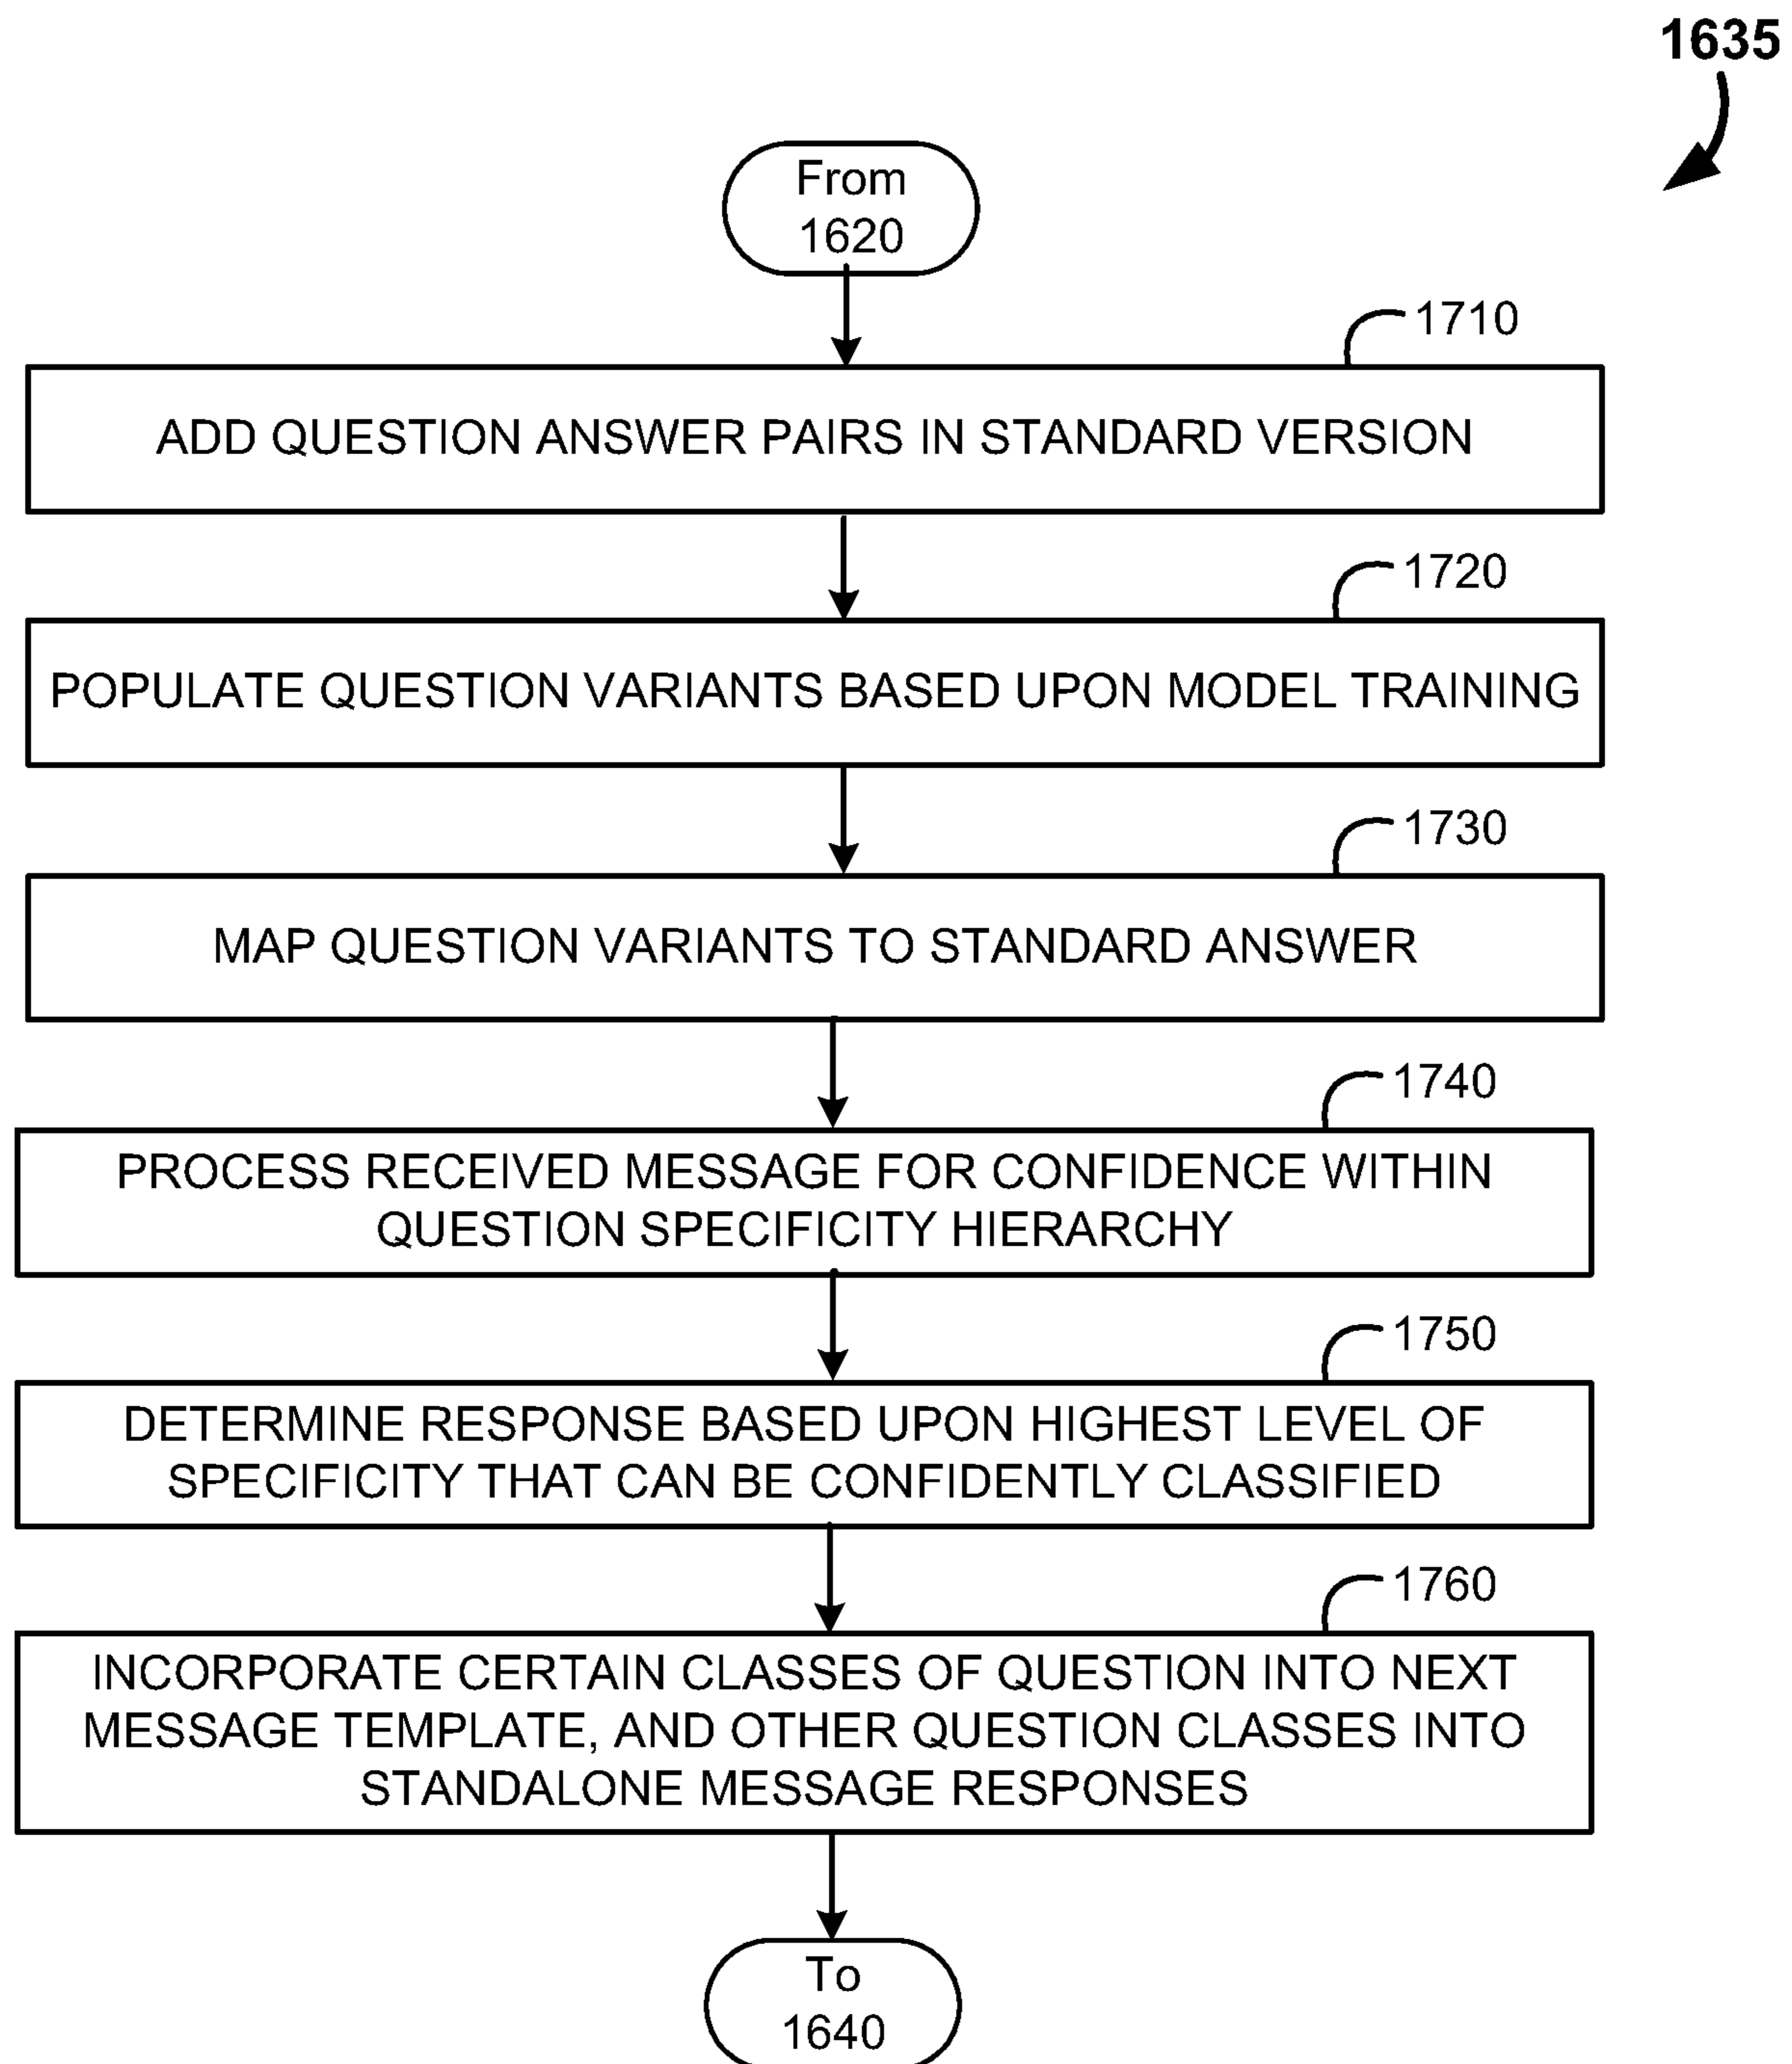 1635
From
1620
1710
ADD QUESTION ANSWER PAIRS IN STANDARD VERSION
1720
POPULATE QUESTION VARIANTS BASED UPON MODEL TRAINING
1730
MAP QUESTION VARIANTS TO STANDARD ANSWER
1740
PROCESS RECEIVED MESSAGE FOR CONFIDENCE WITHIN
QUESTION SPECIFICITY HIERARCHY
1750
DETERMINE RESPONSE BASED UPON HIGHEST LEVEL OF
SPECIFICITY THAT CAN BE CONFIDENTLY CLASSIFIED
1760
INCORPORATE CERTAIN CLASSES OF QUESTION INTO NEXT
MESSAGE TEMPLATE, AND OTHER QUESTION CLASSES INTO
STANDALONE MESSAGE RESPONSES
To
1640